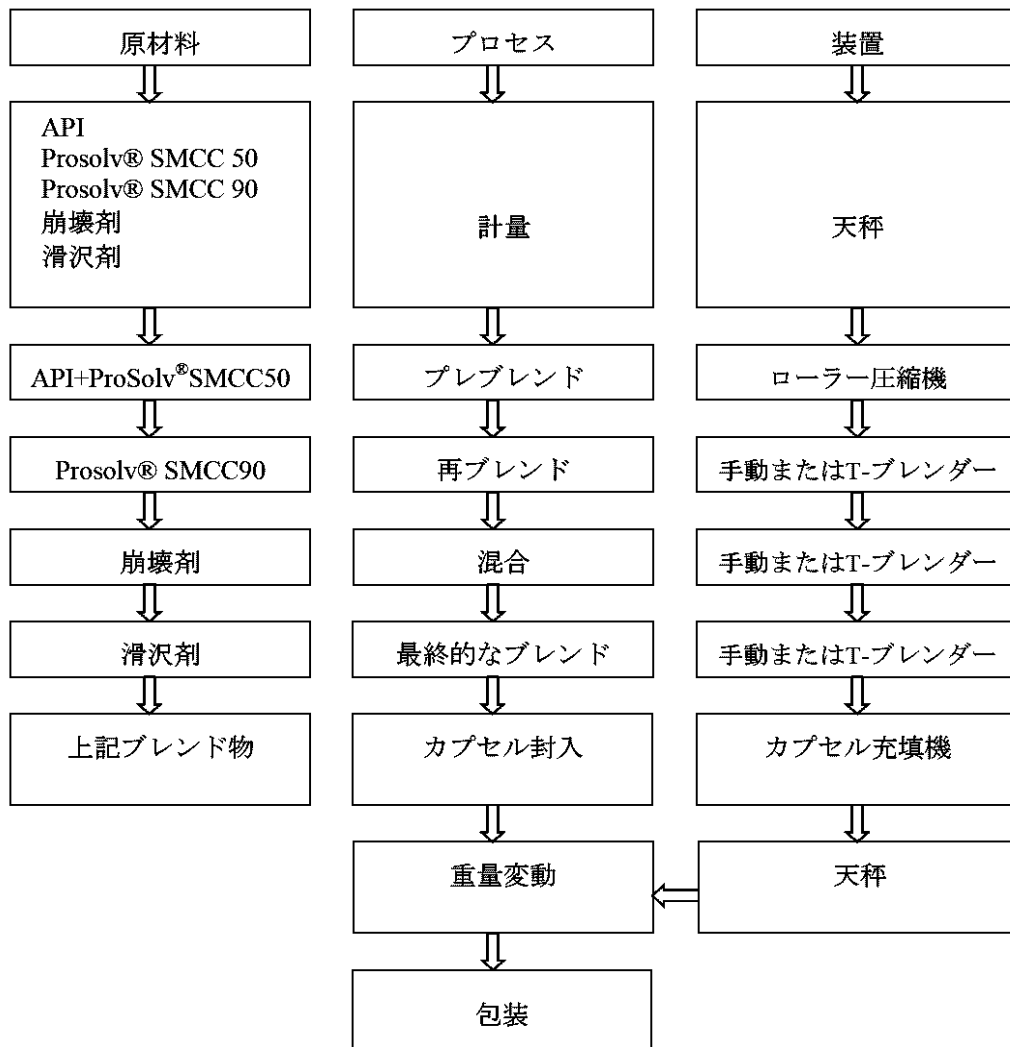 原材料
プロセス
装置
API
Prosolv® SMCC 50
Prosolv® SMCC 90
崩壊剤
滑沢剤
計量
天秤
API+ProSolv®SMCC50
プレブレンド
ローラー圧縮機
Prosolv® SMCC90
再ブレンド
手動またはT-ブレンダー
崩壊剤
混合
手動またはT-ブレンダー
滑沢剤
最終的なブレンド
手動またはT-ブレンダー
上記ブレンド物
カプセル封入
カプセル充填機
重量変動
天秤
包装